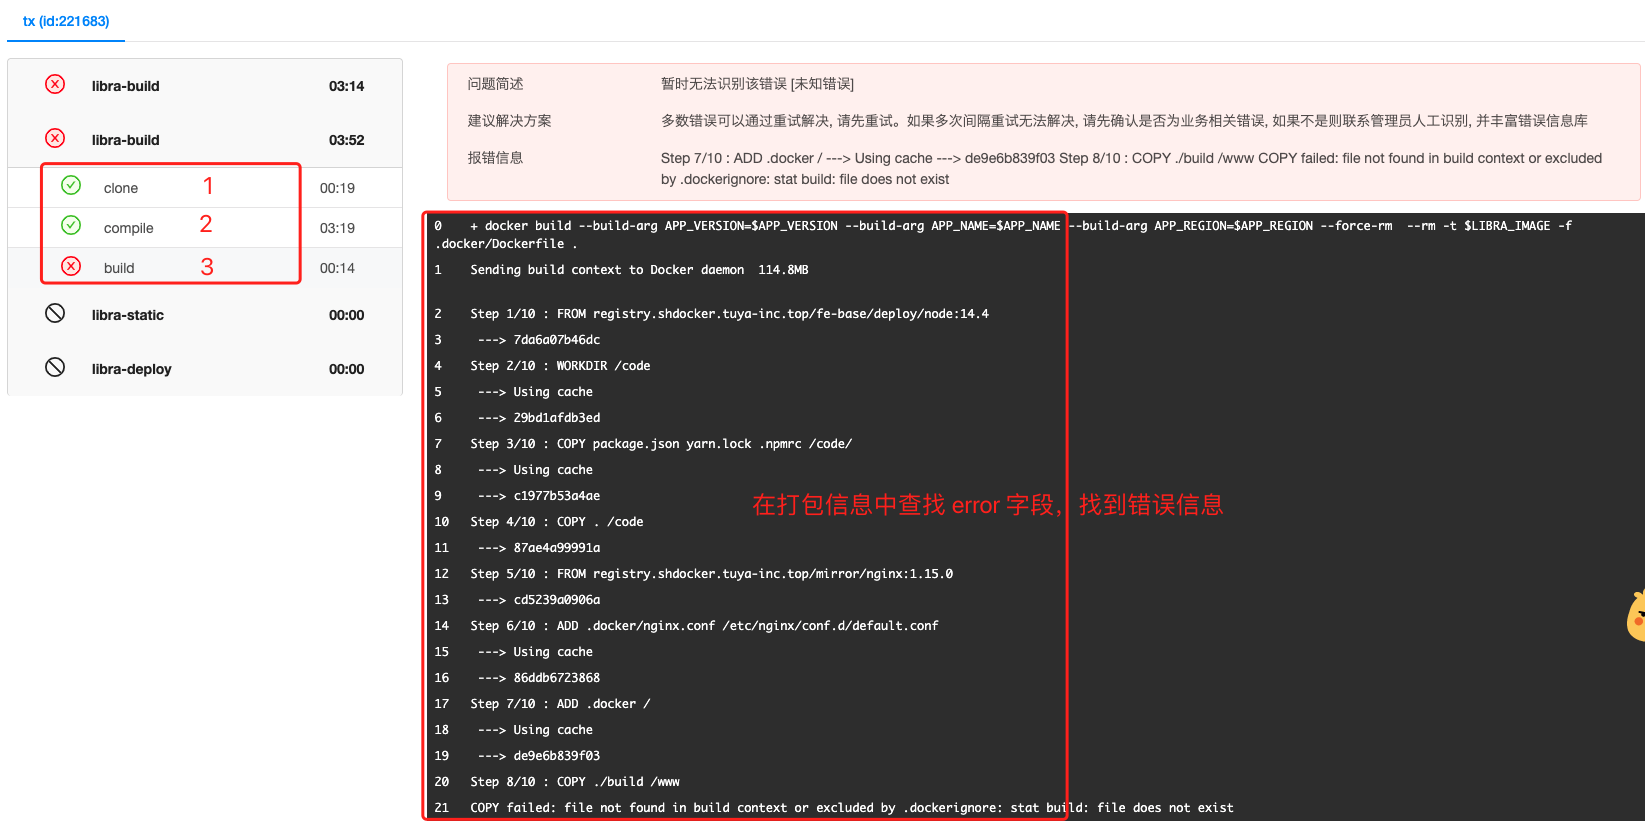 tx (id:221683)
libra-build 03:14
libra-build 03:52
clone 1 00:19
compile 2 03:19
build 3 00:14
libra-static 00:00
libra-deploy 00:00
问题简述 暂时无法识别该错误 [未知错误]
建议解决方案 多数错误可以通过重试解决, 请先重试。如果多次间隔重试无法解决, 请先确认是否为业务相关错误, 如果不是则联系管理员人工识别, 并丰富错误信息库
报错信息 Step 7/10 : ADD .docker / ---> Using cache ---> de9e6b839f03 Step 8/10 : COPY ./build /www COPY failed: file not found in build context or excluded
by .dockerignore: stat build: file does not exist
0 + docker build --build-arg APP_VERSION=$APP_VERSION --build-arg APP_NAME=$APP_NAME --build-arg APP_REGION=$APP_REGION --force-rm --rm -t $LIBRA_IMAGE -f
.docker/Dockerfile .
1 Sending build context to Docker daemon 114.8MB
2 Step 1/10 : FROM registry.shdocker.tuya-inc.top/fe-base/deploy/node:14.4
3 ---> 7da6a07b46dc
4 Step 2/10 : WORKDIR /code
5 ---> Using cache
6 ---> 29bd1afdb3ed
7 Step 3/10 : COPY package.json yarn.lock .npmrc /code/
8 ---> Using cache
9 ---> c1977b53a4ae
在打包信息中查找 error 字段，找到错误信息
10 Step 4/10 : COPY . /code
11 ---> 87ae4a99991a
12 Step 5/10 : FROM registry.shdocker.tuya-inc.top/mirror/nginx:1.15.0
13 ---> cd5239a0906a
14 Step 6/10 : ADD .docker/nginx.conf /etc/nginx/conf.d/default.conf
15 ---> Using cache
16 ---> 86ddb6723868
17 Step 7/10 : ADD .docker /
18 ---> Using cache
19 ---> de9e6b839f03
20 Step 8/10 : COPY ./build /www
21 COPY failed: file not found in build context or excluded by .dockerignore: stat build: file does not exist